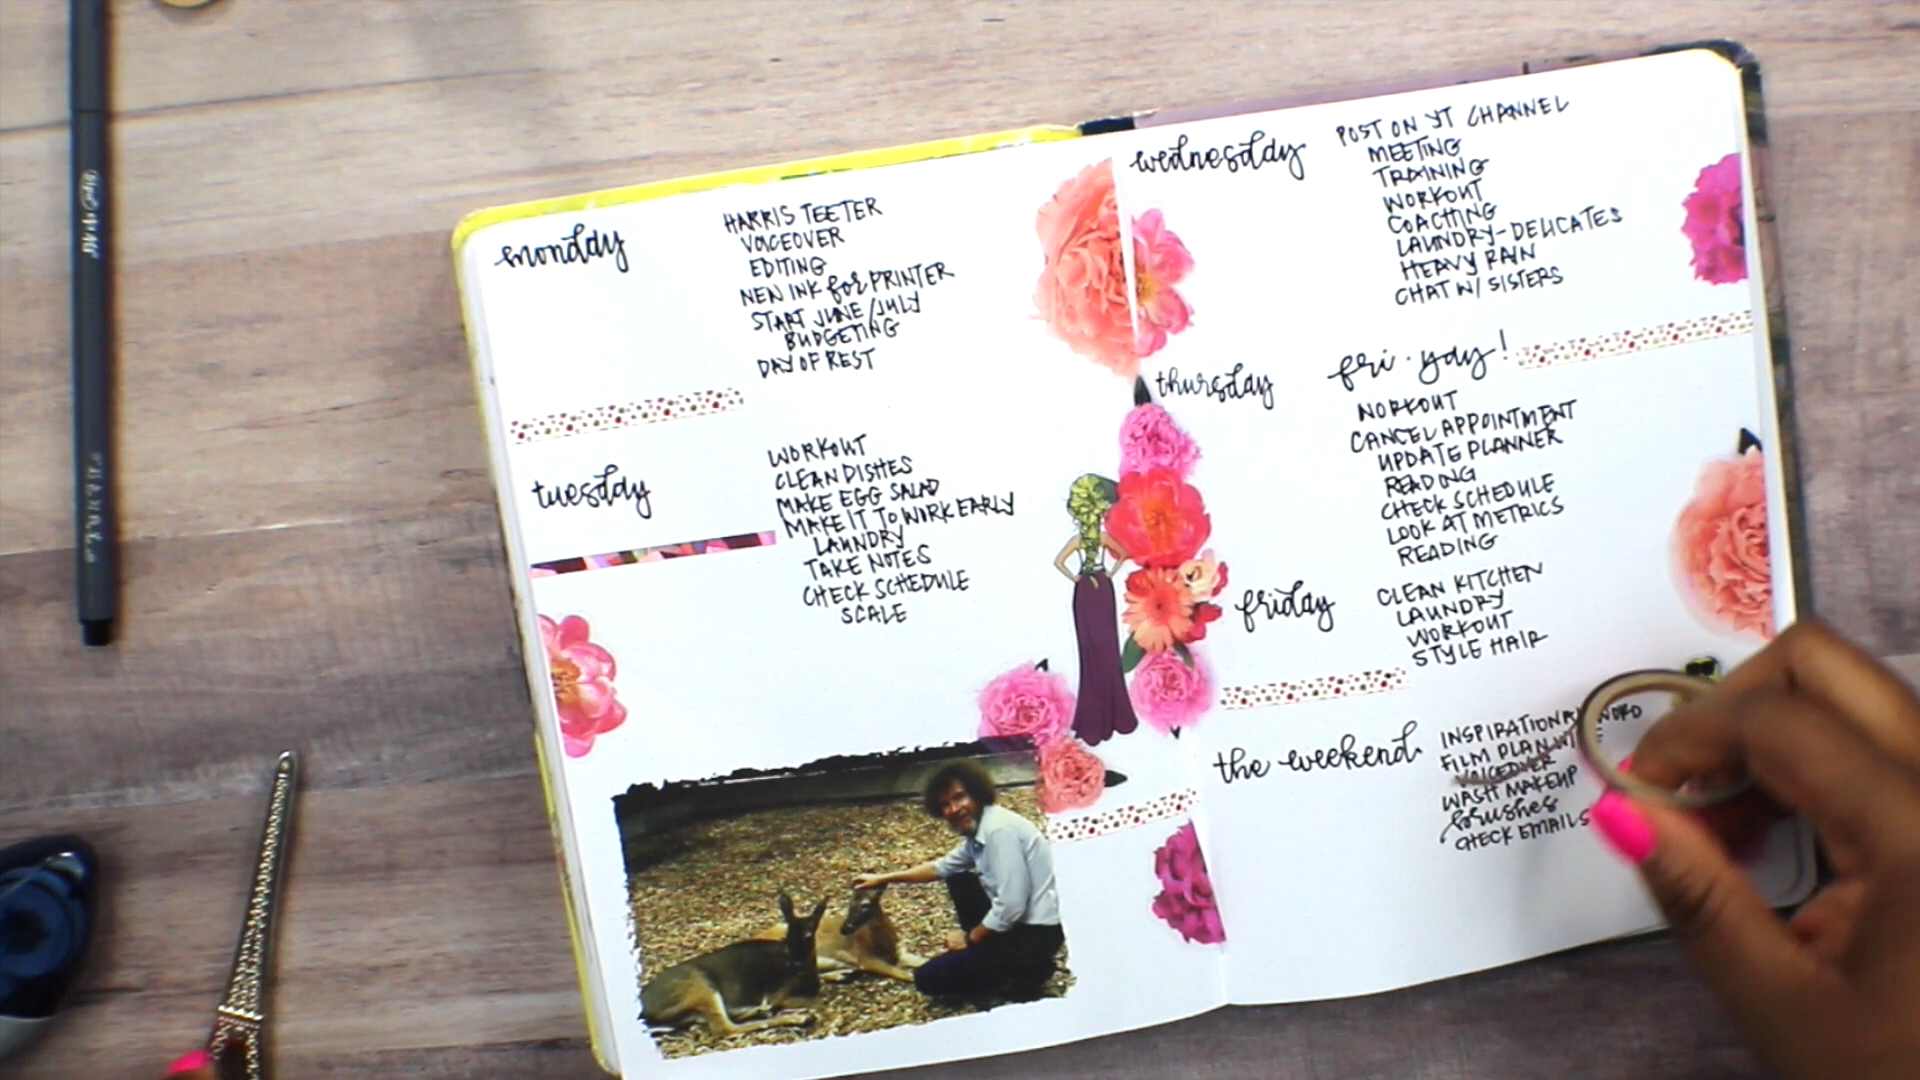 monday
HARRIS TEETER
VOICEOVER
EDITING
NEW INK for PRINTER
START JUNE/JULY
BUDGETING
DAY OF REST
tuesday
WORKOUT
CLEAN DISHES
MAKE EGG SALAD
MAKE IT TO WORK EARLY
LAUNDRY
TAKE NOTES
CHECK SCHEDULE
SCALE
wednesday
POST ON YT CHANNEL
MEETING
TRAINING
WORKOUT
COACHING
LAUNDRY-DELICATES
HEAVY RAIN
CHAT W/ SISTERS
thursday
fri·yay!
WORKOUT
CANCEL APPOINTMENT
UPDATE PLANNER
READING
CHECK SCHEDULE
LOOK AT METRICS
READING
friday
CLEAN KITCHEN
LAUNDRY
WORKOUT
STYLE HAIR
the weekend
INSPIRATIONAL WORD
FILM PLAN
VOICEOVER
WASH MAKEUP
brushes
CHECK EMAILS